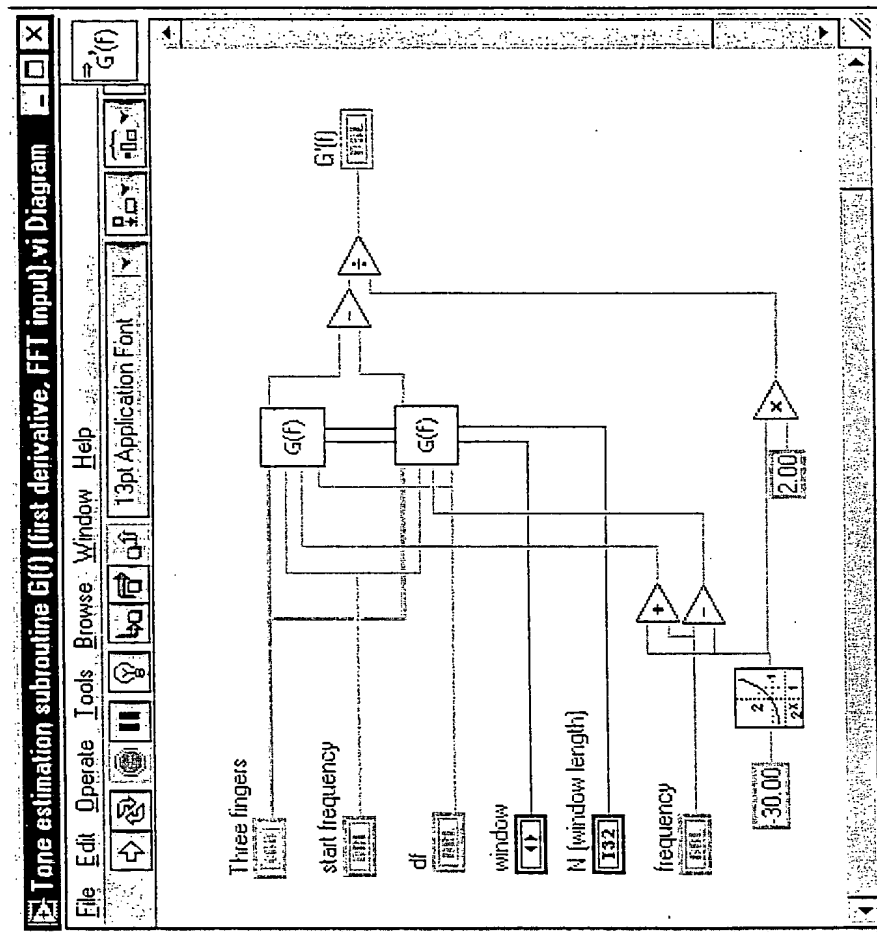 Tone estimation subroutine G(f) (first derivative, FFT input).vi Diagram
File Edit Operate Tools Browse Window Help
13pt Application Font
G'(f)
Three fingers
start frequency
df
window
N (window length)
I32
frequency
-30.00
2
1
2X 1
G(f)
G(f)
+
-
2.00
x
-
÷
G'(f)